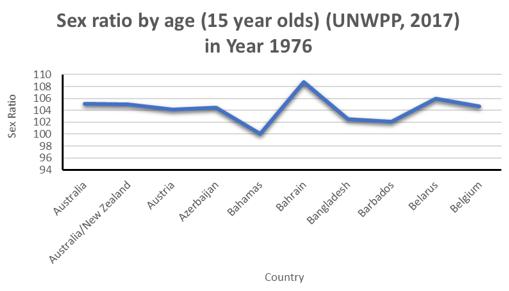 Sex ratio by age (15 year olds) (UNWPP, 2017)
in Year 1976
110
108
106
104
102
100
98
96
94
Sex Ratio
Australia
Australia/New Zealand
Austria
Azerbaijan
Bahamas
Bahrain
Bangladesh
Barbados
Belarus
Belgium
Country